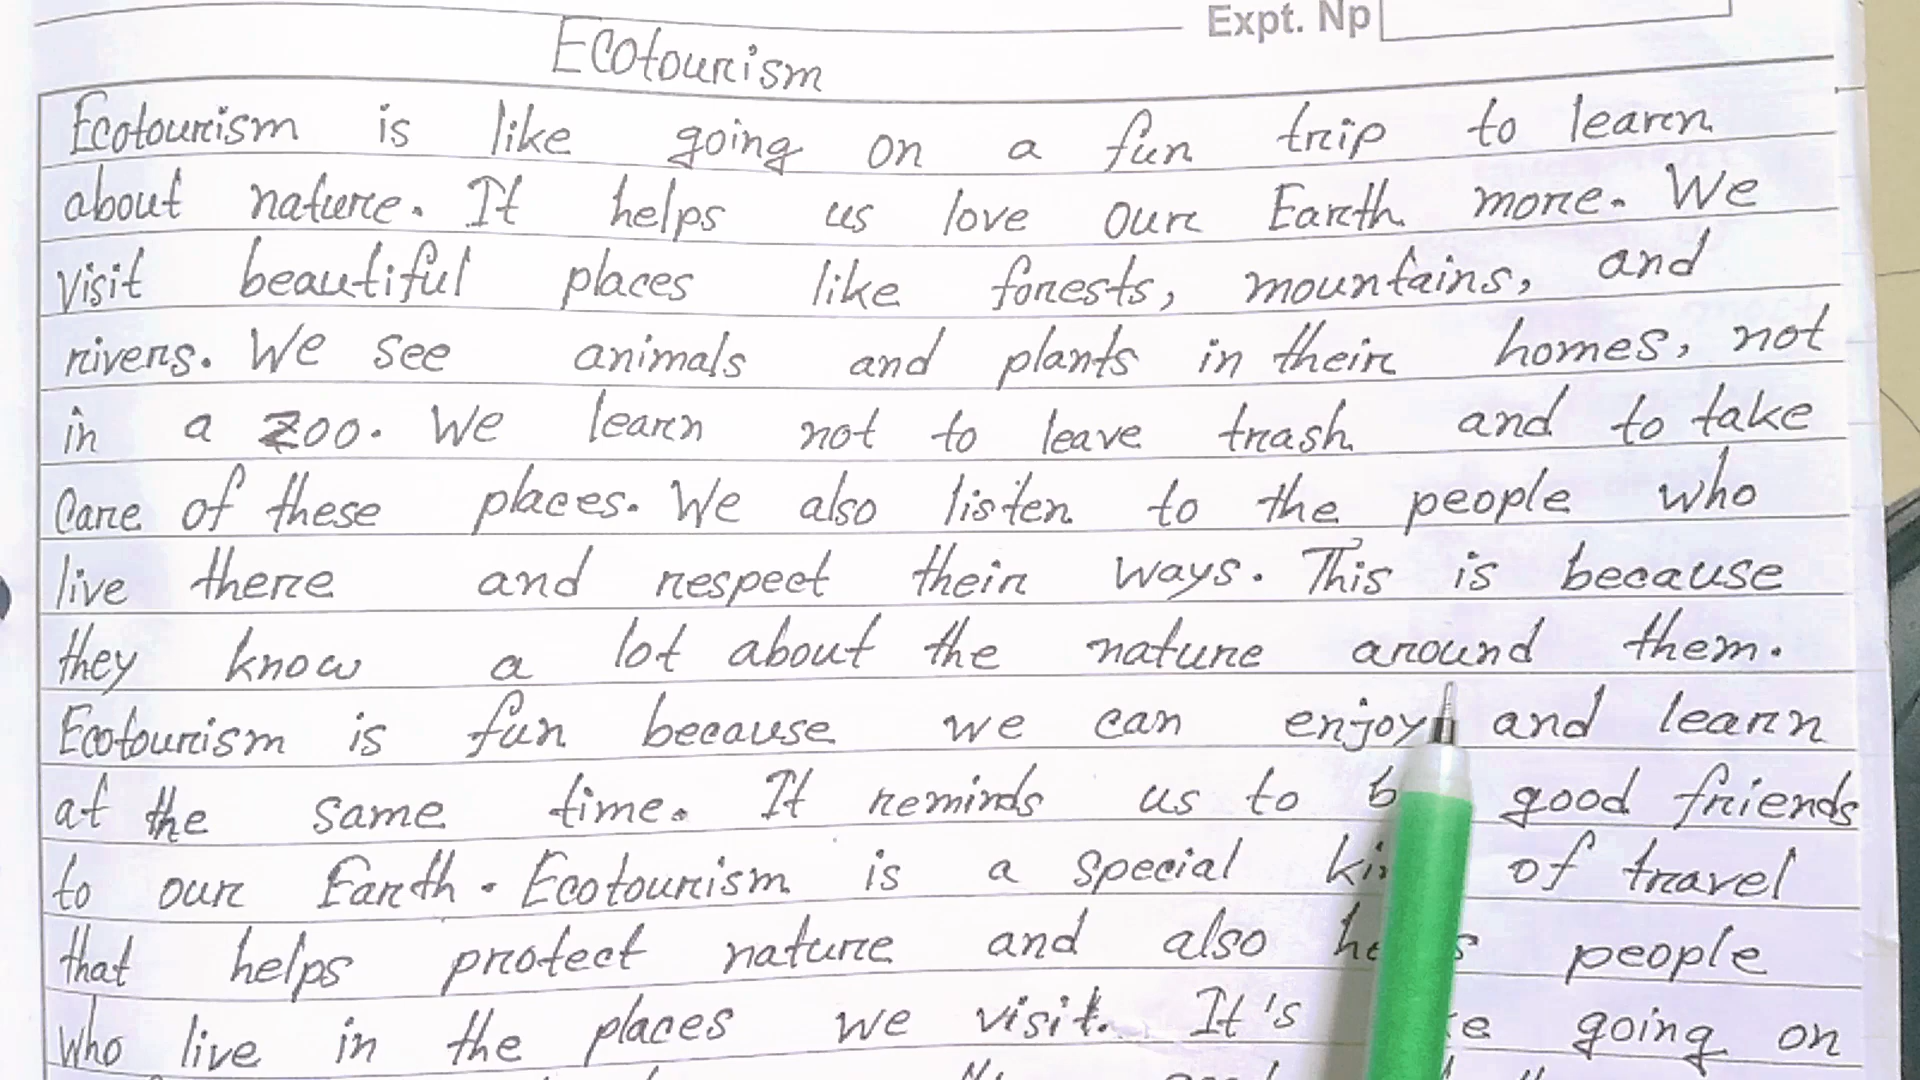 Expt. No
Ecotourism
Ecotourism is like going on a fun trip to learn
about nature. It helps us love our Earth more. We
visit beautiful places like forests, mountains, and
rivers. We see animals and plants in their homes, not
in a zoo. We learn not to leave trash and to take
care of these places. We also listen to the people who
live there and respect their ways. This is because
they know a lot about the nature around them.
Ecotourism is fun because we can enjoy and learn
at the same time. It reminds us to good friends
to our Earth. Ecotourism is a special of travel
that helps protect nature and also people
who live in the places we visit. It's going on